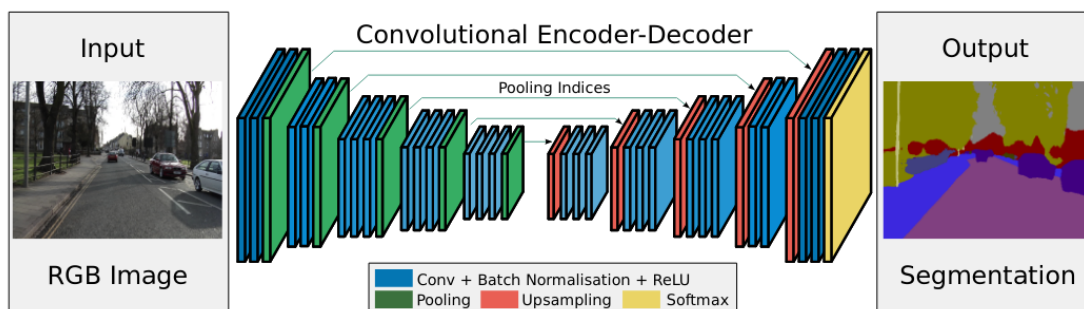 Input
RGB Image
Convolutional Encoder-Decoder
Pooling Indices
Conv + Batch Normalisation + ReLU
Pooling Upsampling Softmax
Output
Segmentation